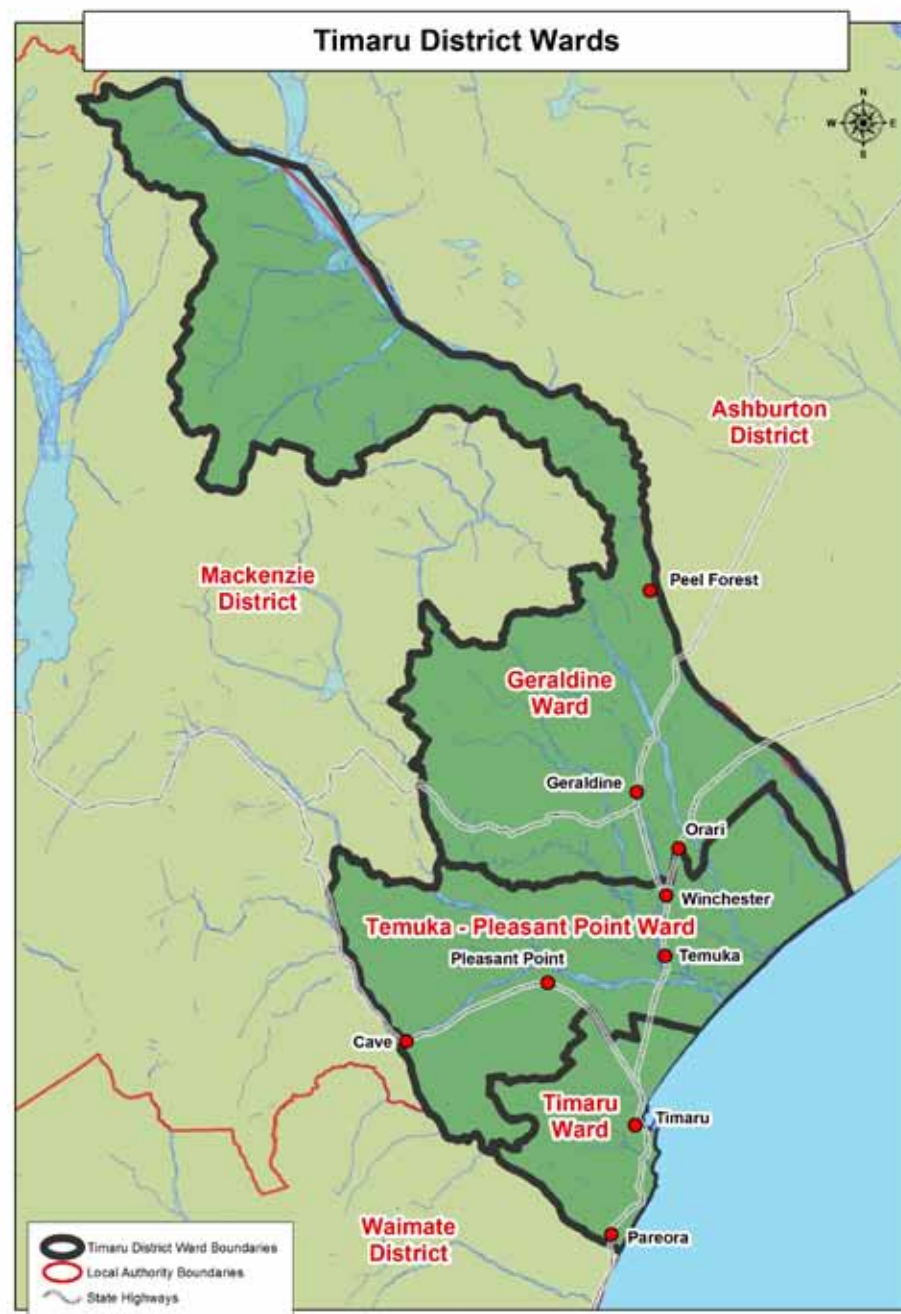 Timaru District Wards
N
W E
S
Ashburton
District
Mackenzie
District
Peel Forest
Geraldine
Ward
Geraldine
Orari
Winchester
Temuka - Pleasant Point Ward
Pleasant Point
Temuka
Cave
Timaru
Ward
Timaru
Waimate
District
Pareora
Timaru District Ward Boundaries
Local Authority Boundaries
State Highways